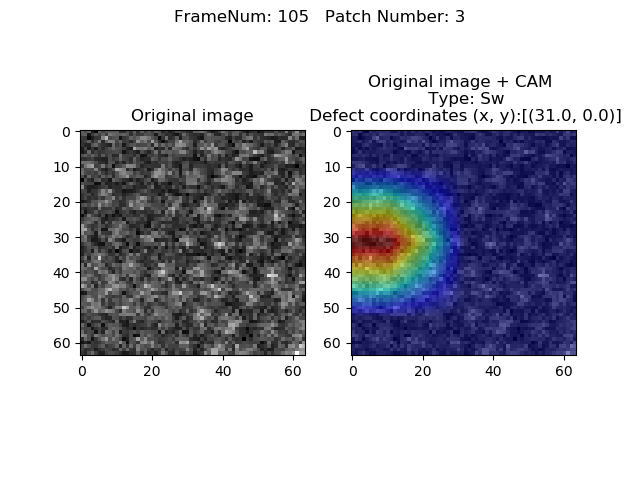 FrameNum: 105   Patch Number: 3
Original image + CAM
Type: Sw
Original image
Defect coordinates (x, y):[(31.0, 0.0)]
0
10
20
30
40
50
60
0 20 40 60
0
10
20
30
40
50
60
0 20 40 60